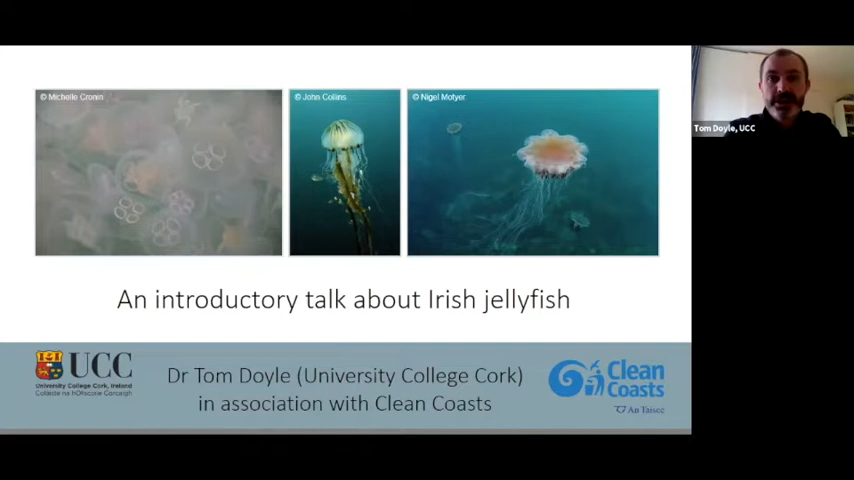 © Michelle Cronin
© John Collins
© Nigel Motyer
Tom Doyle, UCC
An introductory talk about Irish jellyfish
UCC
University College Cork, Ireland
Coláiste na hOllscoile Corcaigh
Dr Tom Doyle (University College Cork)
in association with Clean Coasts
Clean
Coasts
An Taisce